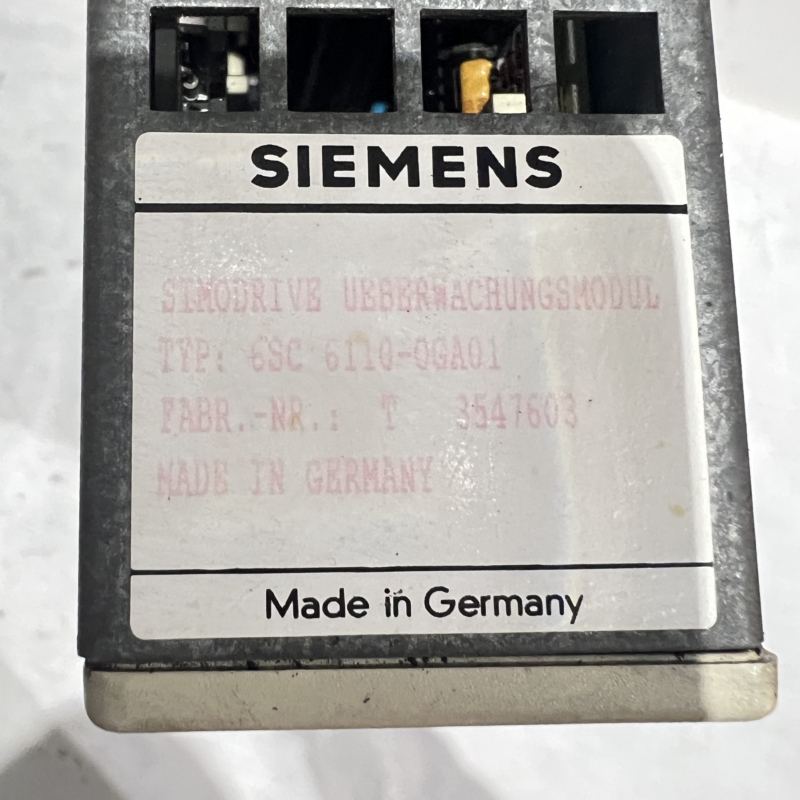 SIEMENS
SIMODRIVE UEBERWACHUNGSMODUL
TYP: 6SC 6110-0GA01
FABR.-NR.: T 3547603
MADE IN GERMANY
Made in Germany